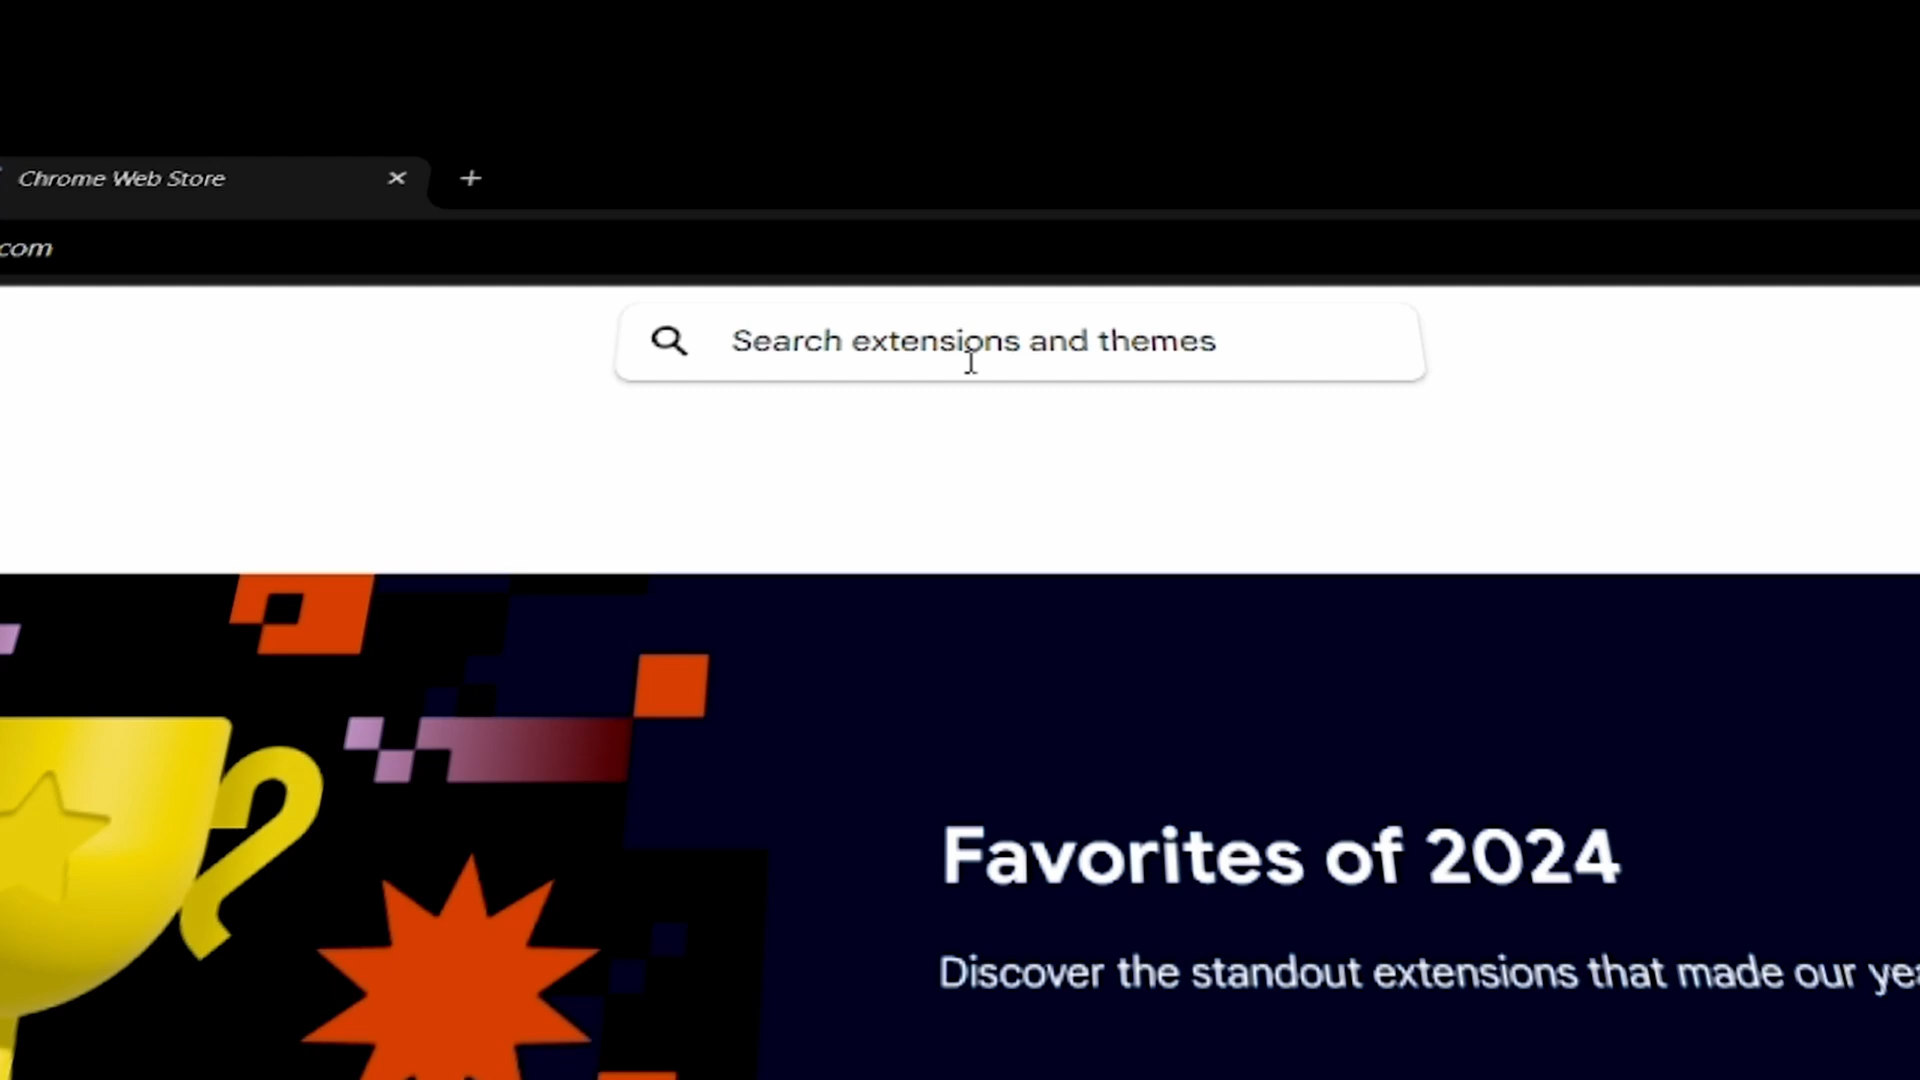 Chrome Web Store
.com
Search extensions and themes
Favorites of 2024
Discover the standout extensions that made our